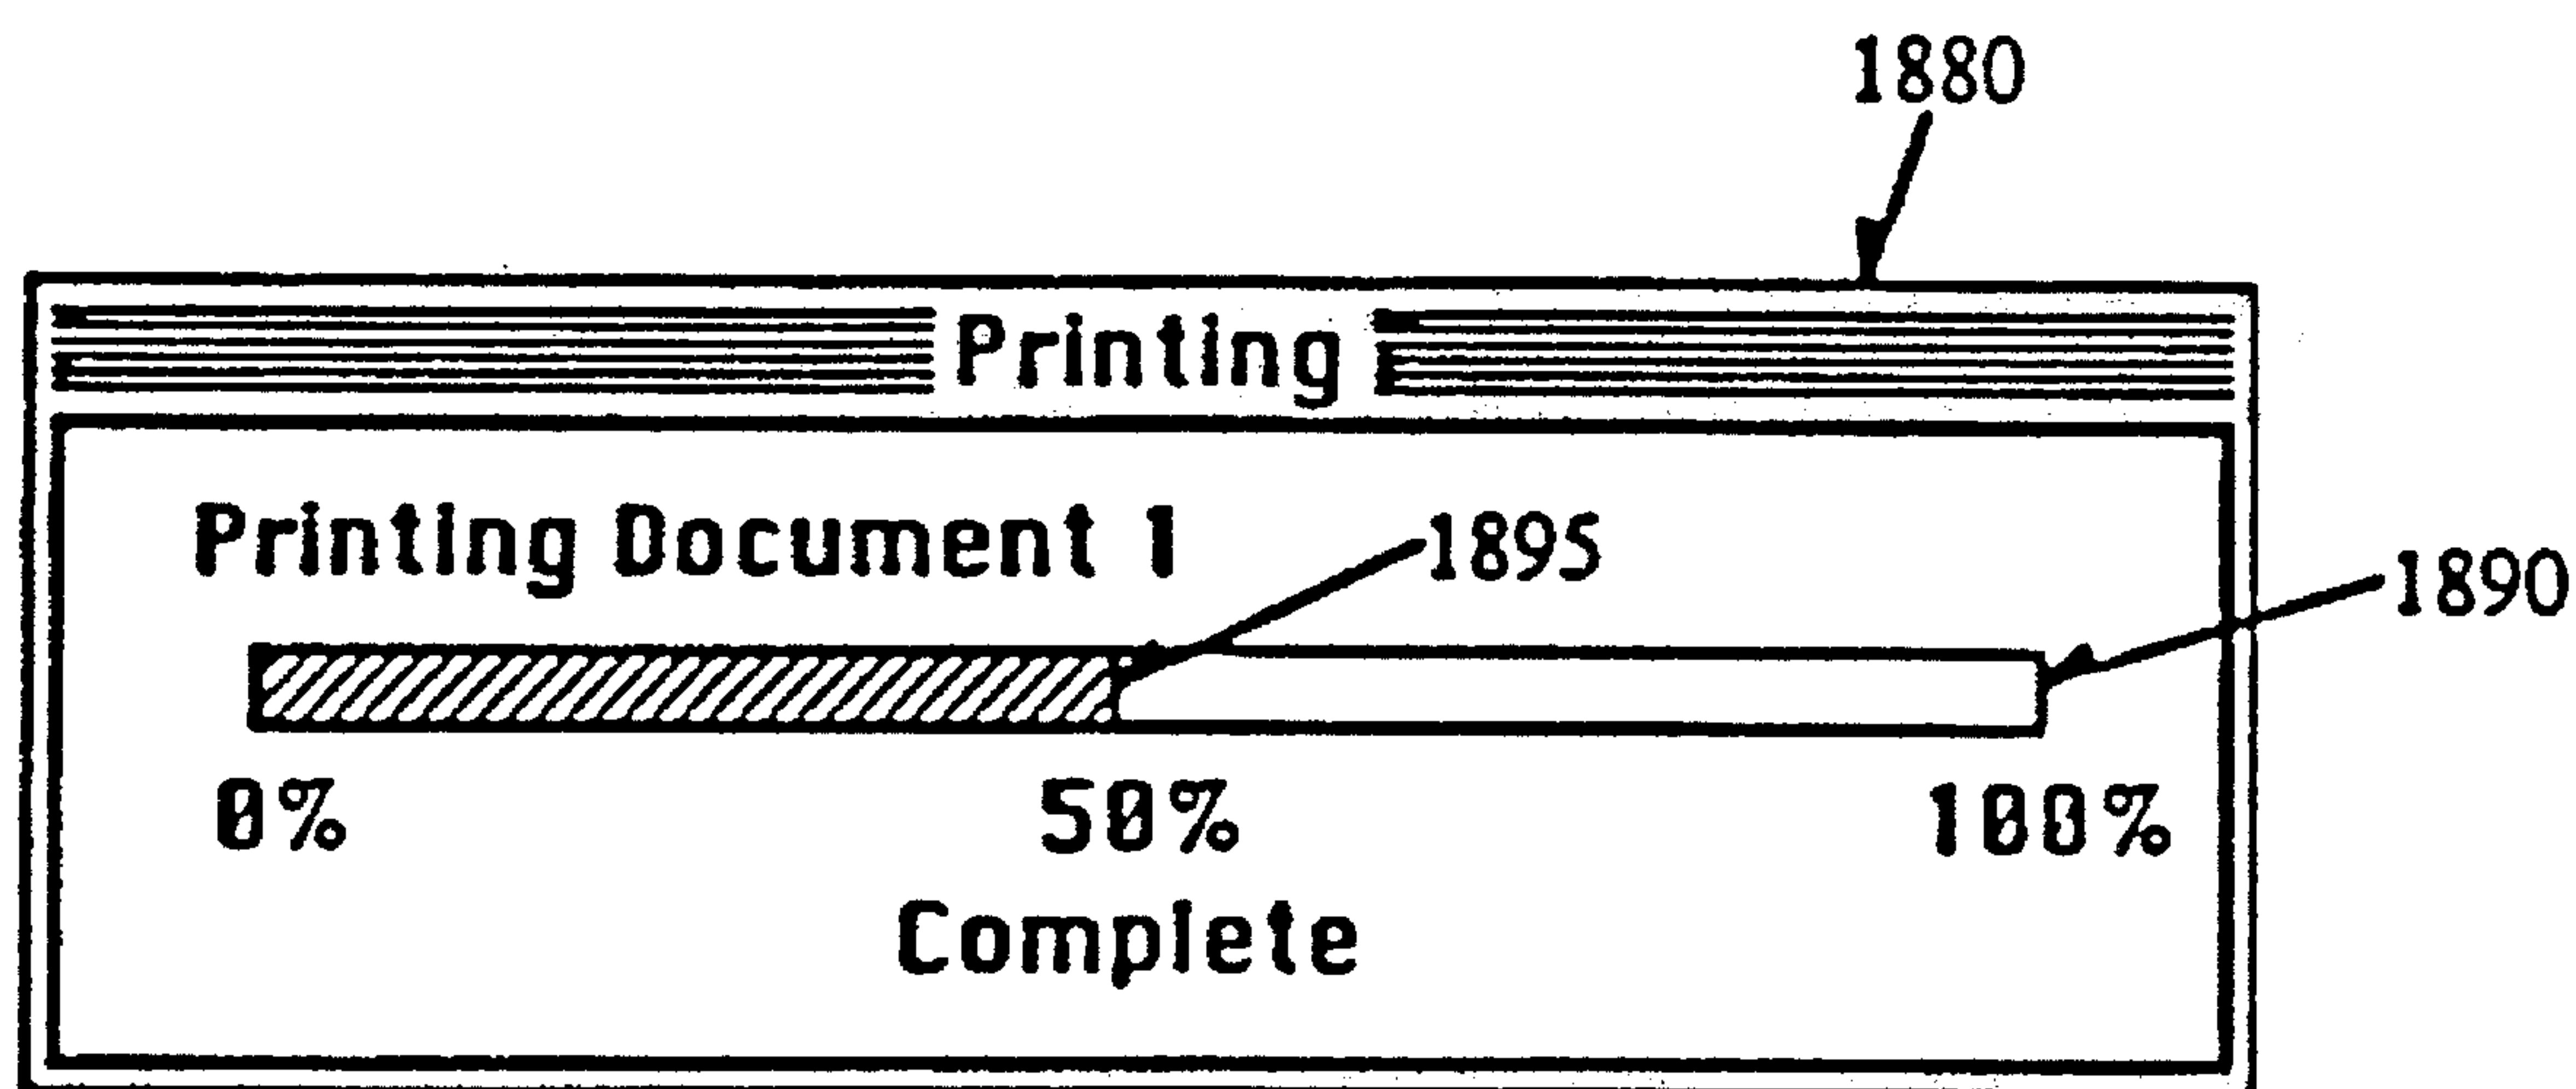 1880
Printing
Printing Document 1
1895
1890
0% 50% 100%
Complete